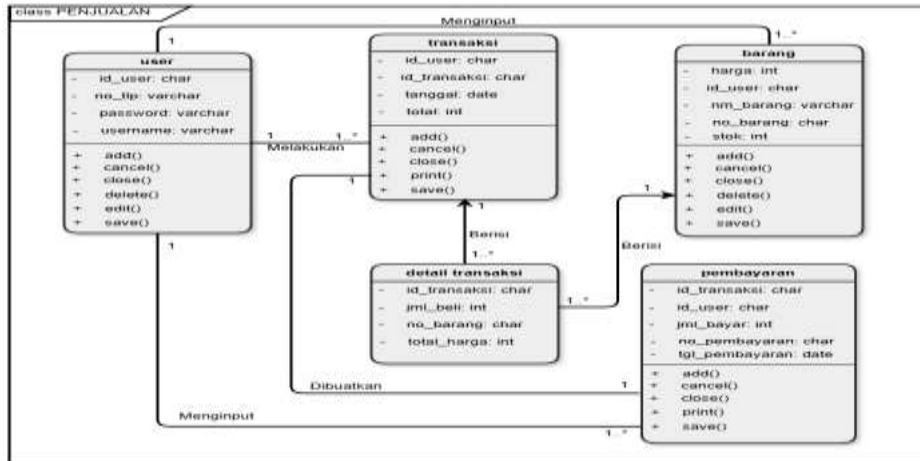 class PENJUALAN
Menginput
1
1..*
user
- id_user: char
- no_tlp: varchar
- password: varchar
- username: varchar
+ add()
+ cancel()
+ close()
+ delete()
+ edit()
+ save()
transaksi
- id_user: char
- id_transaksi: char
- tanggal: date
- total: int
+ add()
+ cancel()
+ close()
+ print()
+ save()
barang
- harga: int
- id_user: char
- nm_barang: varchar
- no_barang: char
- stok: int
+ add()
+ cancel()
+ close()
+ delete()
+ edit()
+ save()
1
1..*
Melakukan
1
1
1
1
Berisi
1..*
Berisi
1..*
detail transaksi
- id_transaksi: char
- jml_beli: int
- no_barang: char
- total_harga: int
pembayaran
- id_transaksi: char
- id_user: char
- jml_bayar: int
- no_pembayaran: char
- tgl_pembayaran: date
+ add()
+ cancel()
+ close()
+ print()
+ save()
Dibuatkan
1
Menginput
1..*